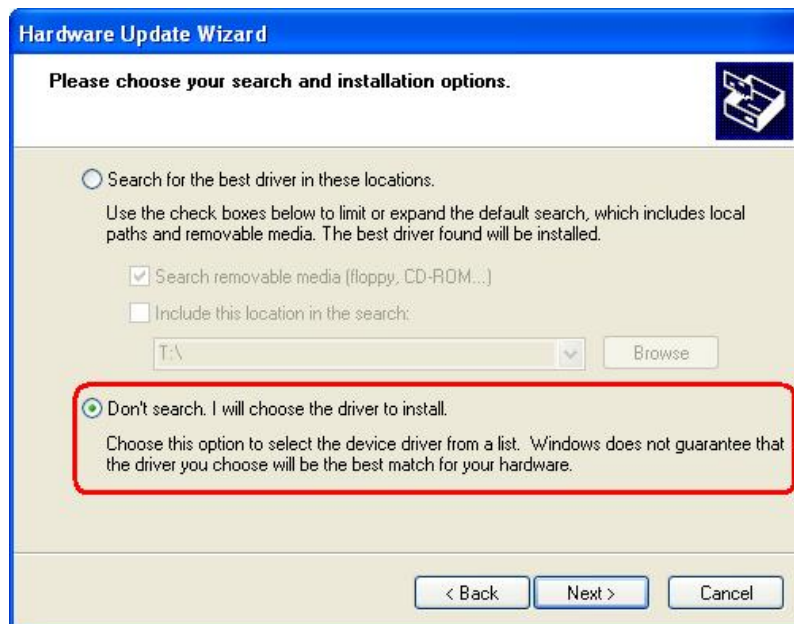 Hardware Update Wizard
Please choose your search and installation options.
Search for the best driver in these locations.
Use the check boxes below to limit or expand the default search, which includes local
paths and removable media. The best driver found will be installed.
Search removable media (floppy, CD-ROM...)
Include this location in the search:
T:\
Browse
Don't search. I will choose the driver to install.
Choose this option to select the device driver from a list.  Windows does not guarantee that
the driver you choose will be the best match for your hardware.
< Back Next > Cancel